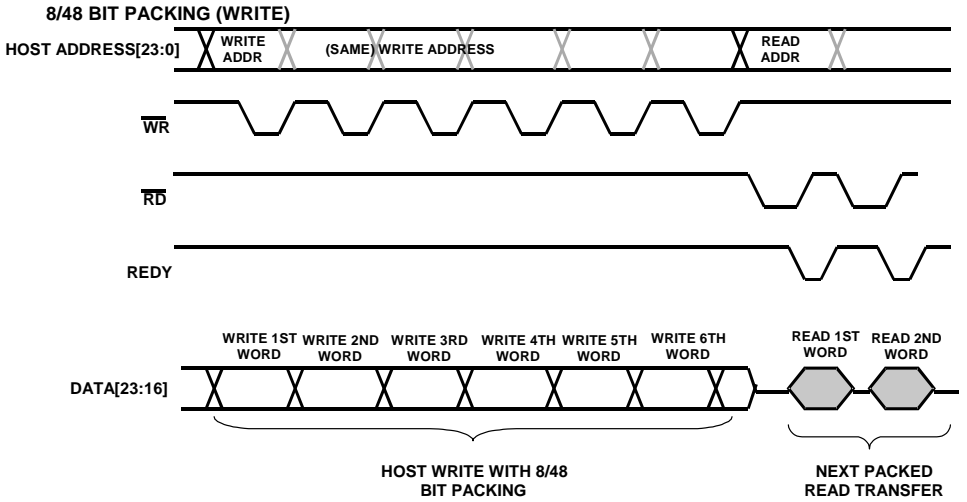 8/48 BIT PACKING (WRITE)
HOST ADDRESS[23:0]
WRITE
ADDR
(SAME) WRITE ADDRESS
READ
ADDR
WR
RD
REDY
WRITE 1ST
WORD
WRITE 2ND
WORD
WRITE 3RD
WORD
WRITE 4TH
WORD
WRITE 5TH
WORD
WRITE 6TH
WORD
READ 1ST
WORD
READ 2ND
WORD
DATA[23:16]
HOST WRITE WITH 8/48
BIT PACKING
NEXT PACKED
READ TRANSFER